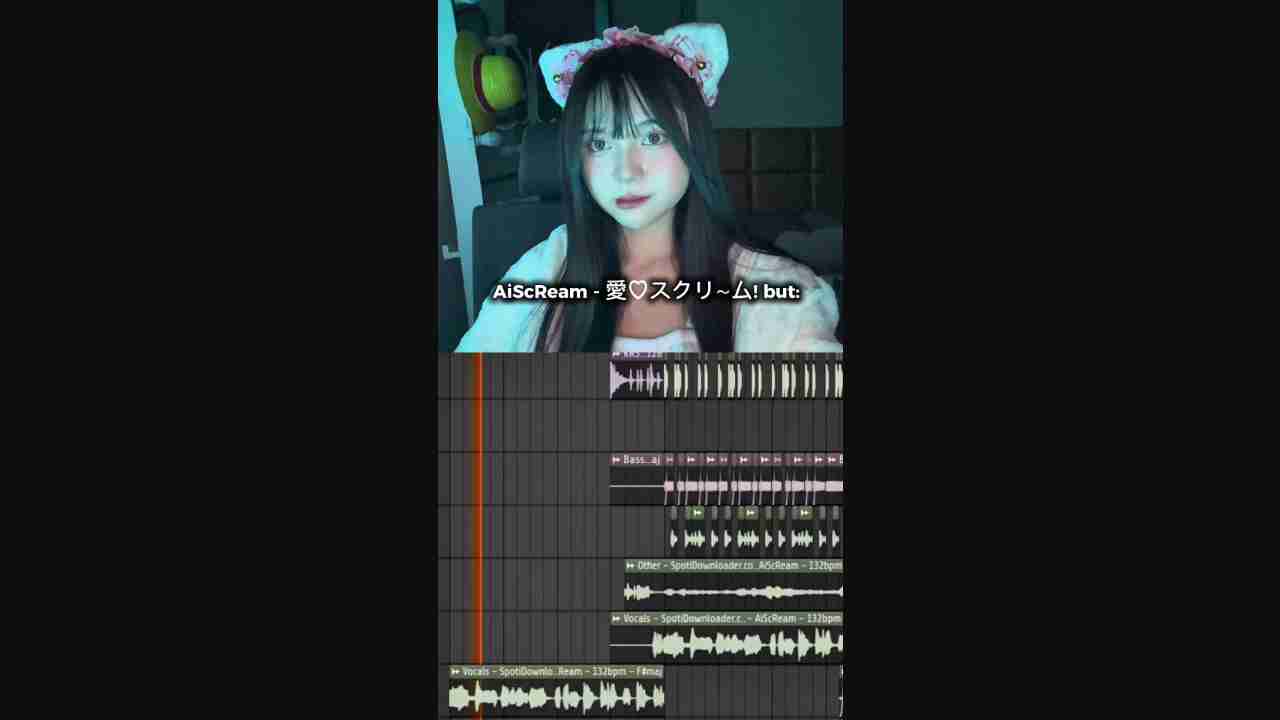 AiScReam - 愛♡スクリ～ム! but:
Bass...aj
Other - SpotiDownloader.co...AiScReam - 132bpm
Vocals - SpotiDownloader.c.. - AiScReam - 132bpm
Vocals - SpotiDownlo...Ream - 132bpm - F#maj